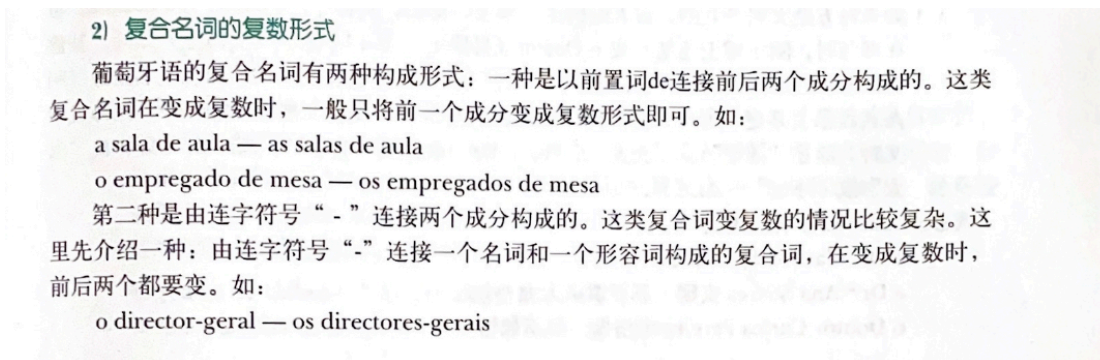 2) 复合名词的复数形式
葡萄牙语的复合名词有两种构成形式：一种是以前置词de连接前后两个成分构成的。这类
复合名词在变成复数时，一般只将前一个成分变成复数形式即可。如：
a sala de aula — as salas de aula
o empregado de mesa — os empregados de mesa
第二种是由连字符号“-”连接两个成分构成的。这类复合词变复数的情况比较复杂。这
里先介绍一种：由连字符号“-”连接一个名词和一个形容词构成的复合词，在变成复数时，
前后两个都要变。如：
o director-geral — os directores-gerais